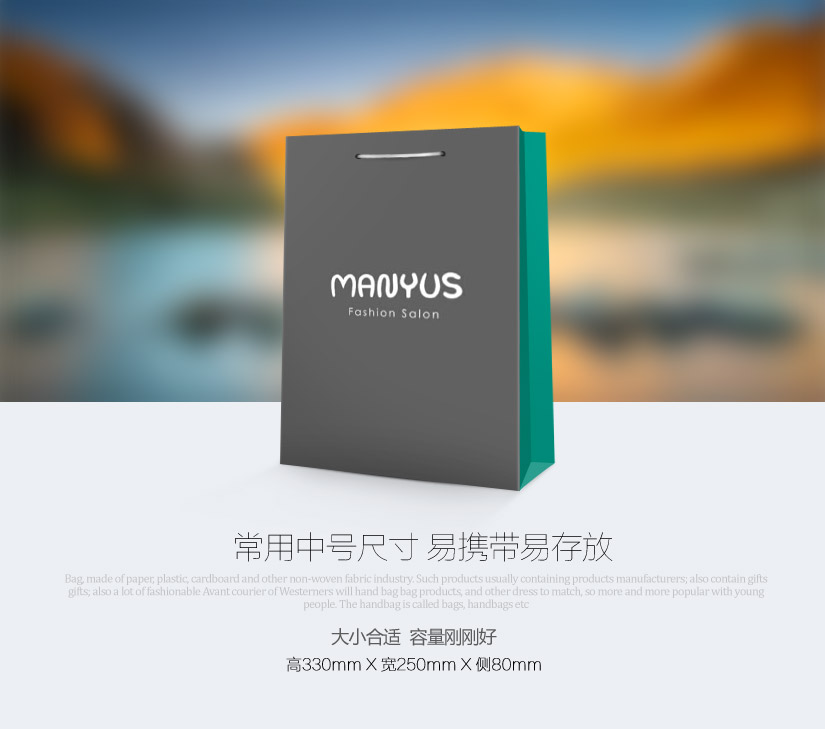 MANYUS
Fashion Salon
常用中号尺寸 易携带易存放
Bag, made of paper, plastic, cardboard and other non-woven fabric industry. Such products usually containing products manufacturers; also contain gifts
gifts; also a lot of fashionable Avant courier of Westerners will hand bag bag products, and other dress to match, so more and more popular with young
people. The handbag is called bags, handbags etc
大小合适 容量刚刚好
高330mm X 宽250mm X 侧80mm